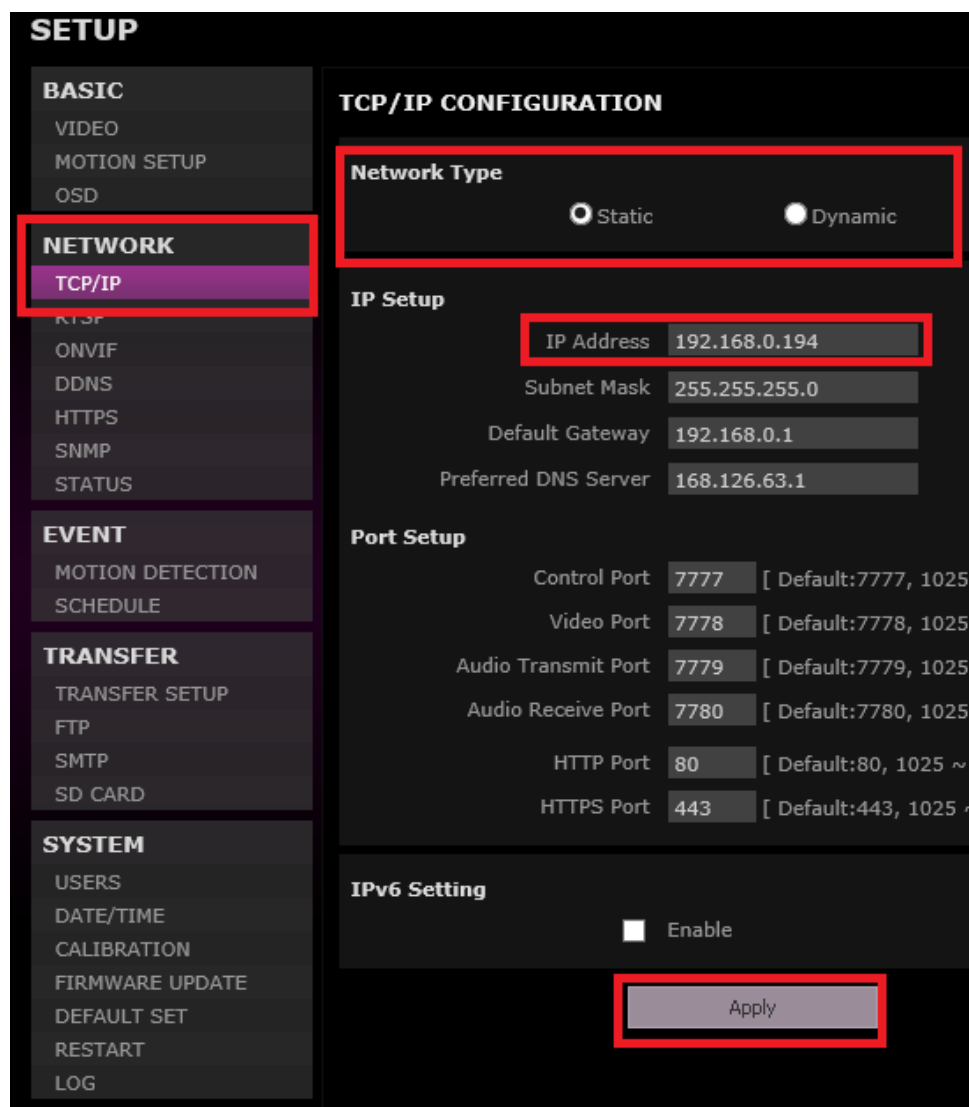 SETUP
BASIC
VIDEO
MOTION SETUP
OSD
NETWORK
TCP/IP
RTSP
ONVIF
DDNS
HTTPS
SNMP
STATUS
EVENT
MOTION DETECTION
SCHEDULE
TRANSFER
TRANSFER SETUP
FTP
SMTP
SD CARD
SYSTEM
USERS
DATE/TIME
CALIBRATION
FIRMWARE UPDATE
DEFAULT SET
RESTART
LOG
TCP/IP CONFIGURATION
Network Type
Static Dynamic
IP Setup
IP Address 192.168.0.194
Subnet Mask 255.255.255.0
Default Gateway 192.168.0.1
Preferred DNS Server 168.126.63.1
Port Setup
Control Port 7777 [ Default:7777, 1025
Video Port 7778 [ Default:7778, 1025
Audio Transmit Port 7779 [ Default:7779, 1025
Audio Receive Port 7780 [ Default:7780, 1025
HTTP Port 80 [ Default:80, 1025 ~
HTTPS Port 443 [ Default:443, 1025 ~
IPv6 Setting
Enable
Apply